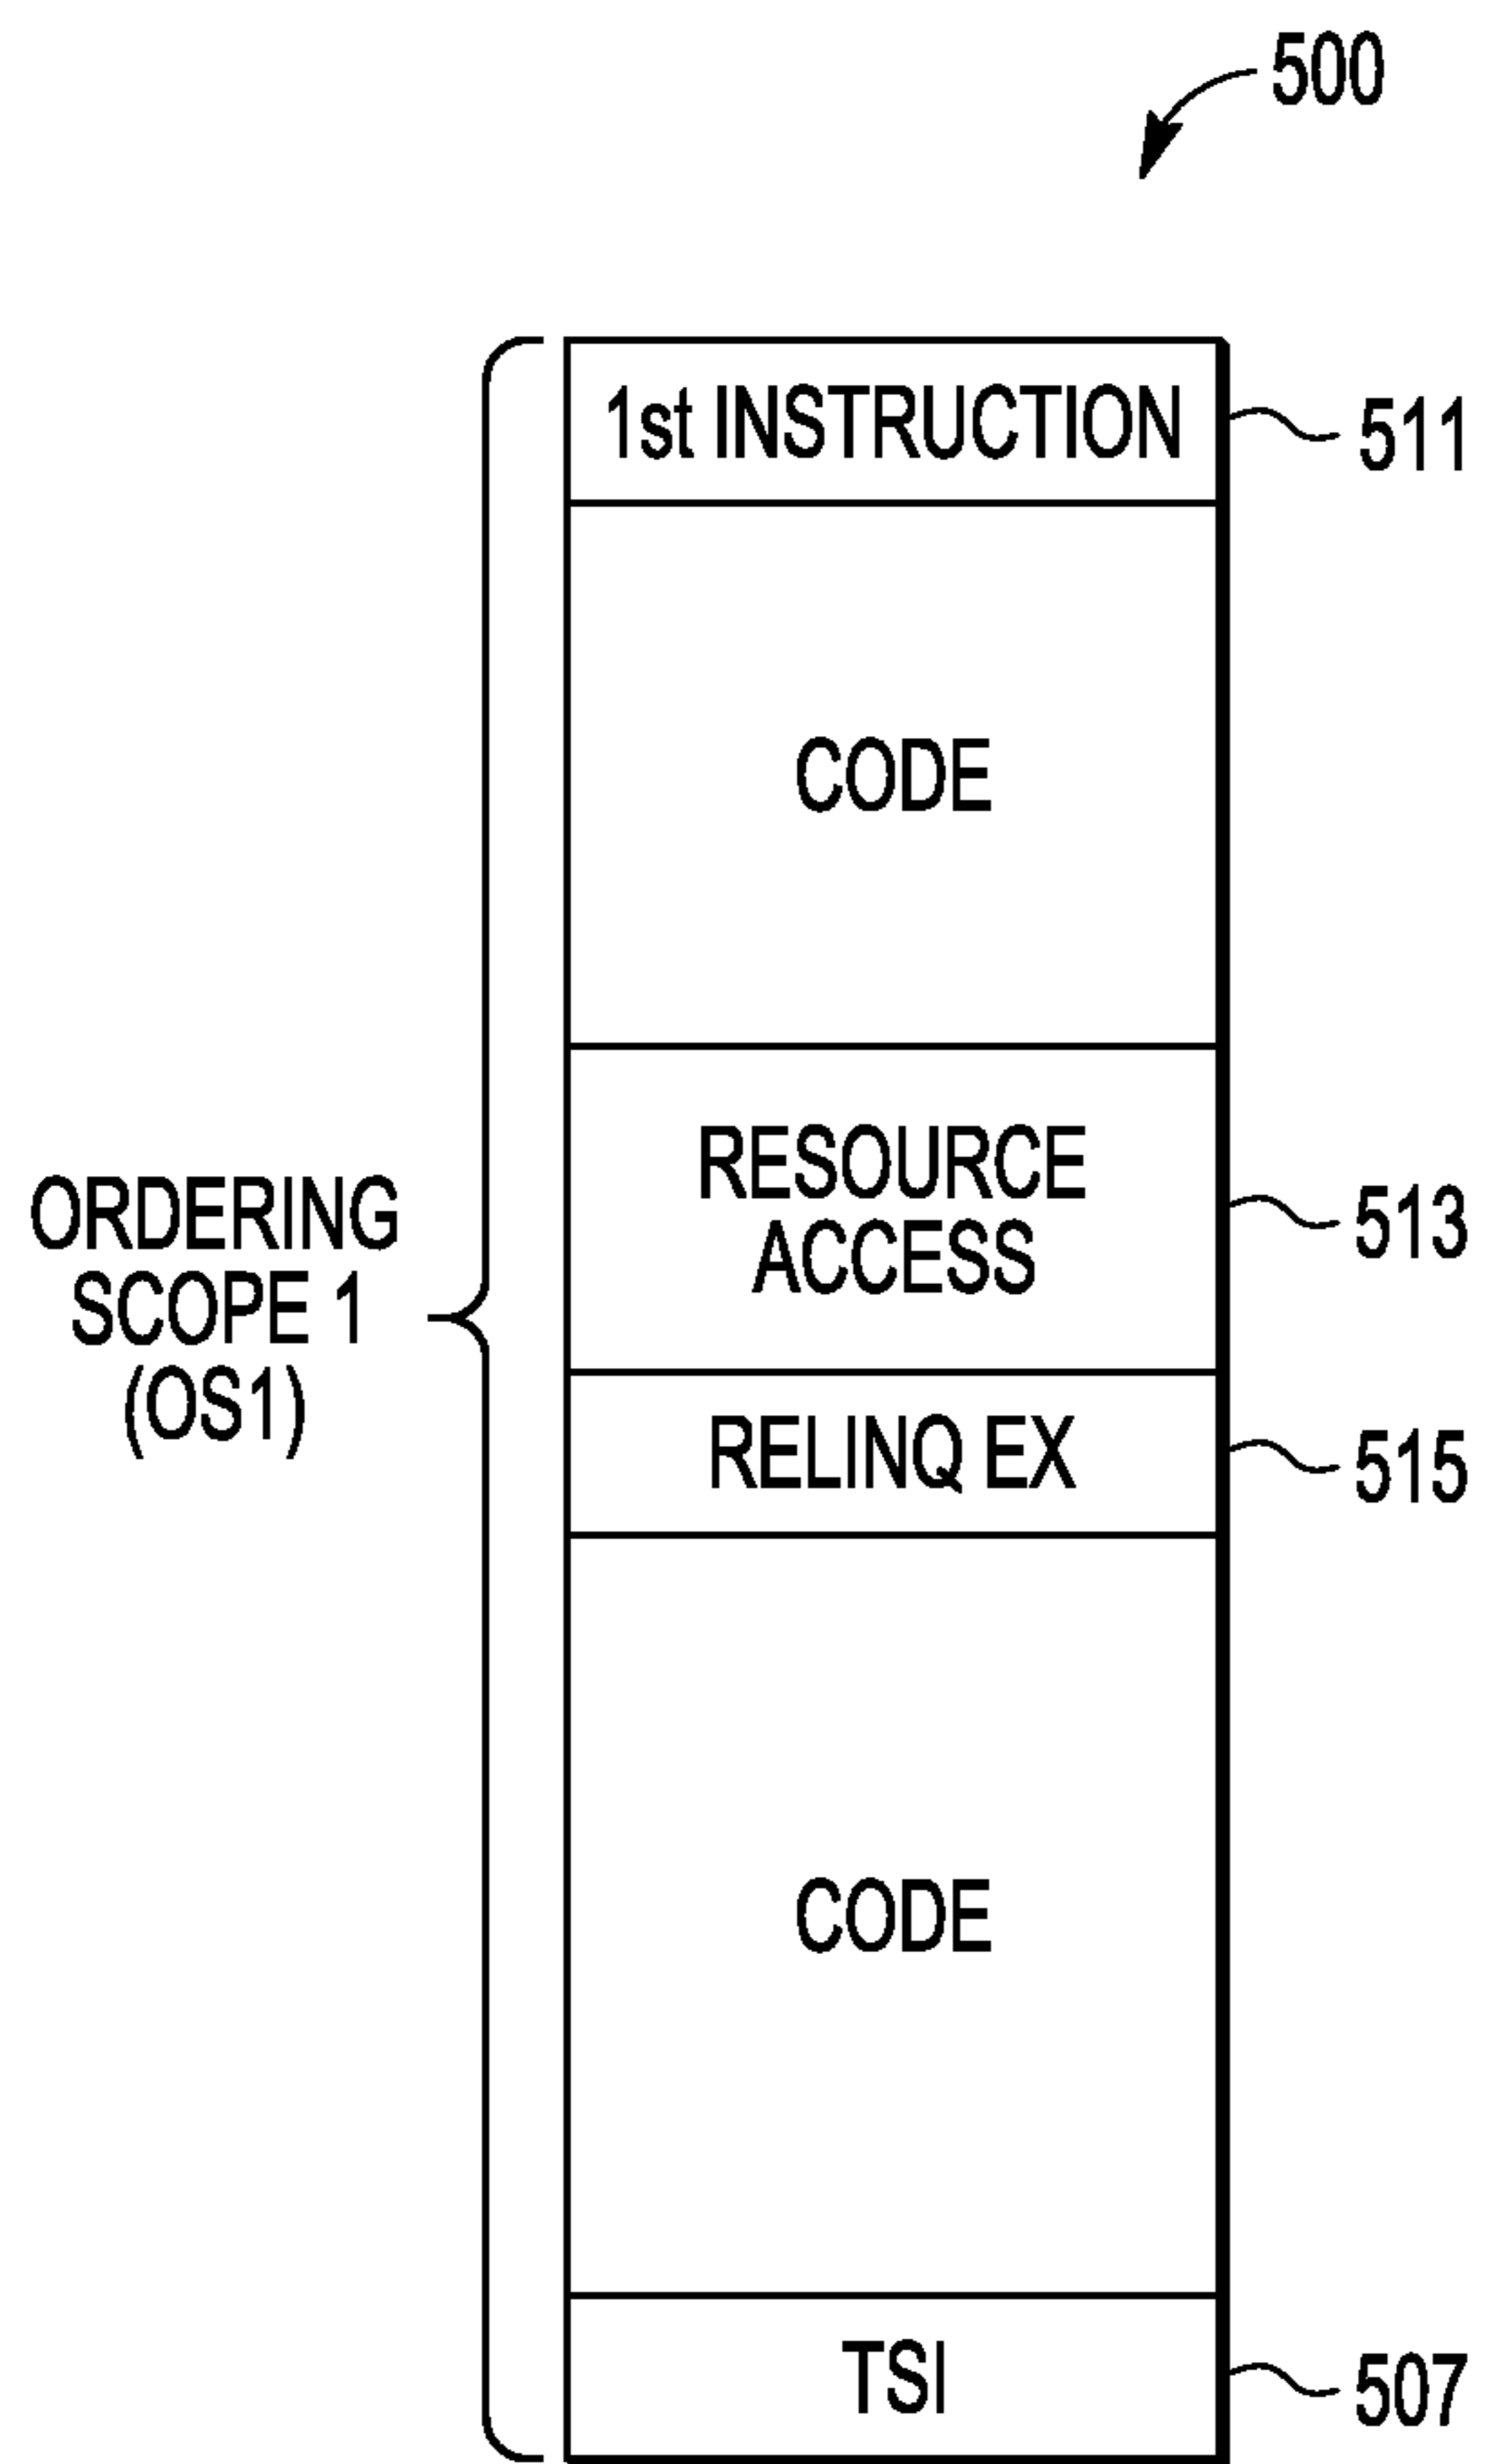 500
1st INSTRUCTION
511
CODE
RESOURCE
ACCESS
513
ORDERING
SCOPE 1
(OS1)
RELINQ EX
515
CODE
TSI
507